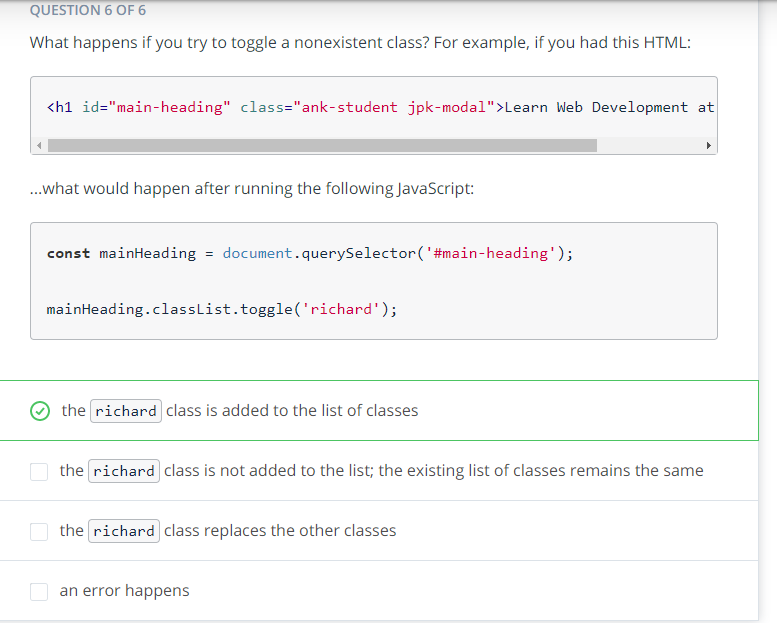 QUESTION 6 OF 6
What happens if you try to toggle a nonexistent class? For example, if you had this HTML:
<h1 id="main-heading" class="ank-student jpk-modal">Learn Web Development at
...what would happen after running the following JavaScript:
const mainHeading = document.querySelector('#main-heading');
mainHeading.classList.toggle('richard');
the richard class is added to the list of classes
the richard class is not added to the list; the existing list of classes remains the same
the richard class replaces the other classes
an error happens